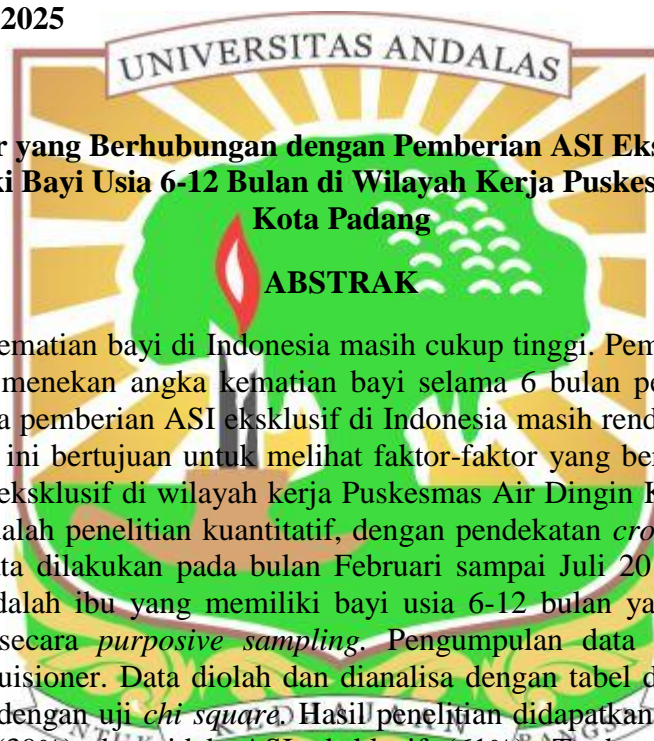 2025
UNIVERSITAS ANDALAS
r yang Berhubungan dengan Pemberian ASI Eks
ki Bayi Usia 6-12 Bulan di Wilayah Kerja Puskes
Kota Padang
ABSTRAK
ematian bayi di Indonesia masih cukup tinggi. Pem
menekan angka kematian bayi selama 6 bulan pe
a pemberian ASI eksklusif di Indonesia masih rend
ini bertujuan untuk melihat faktor-faktor yang ber
eksklusif di wilayah kerja Puskesmas Air Dingin K
dalah penelitian kuantitatif, dengan pendekatan cro
ta dilakukan pada bulan Februari sampai Juli 20
dalah ibu yang memiliki bayi usia 6-12 bulan ya
secara purposive sampling. Pengumpulan data
uisioner. Data diolah dan dianalisa dengan tabel d
dengan uji chi square. Hasil penelitian didapatkan